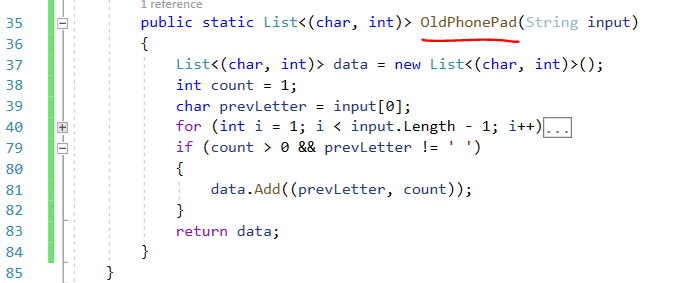 1 reference
35 public static List<(char, int)> OldPhonePad(String input)
36 {
37 List<(char, int)> data = new List<(char, int)>();
38 int count = 1;
39 char prevLetter = input[0];
40 for (int i = 1; i < input.Length - 1; i++)...
79 if (count > 0 && prevLetter != ' ')
80 {
81 data.Add((prevLetter, count));
82 }
83 return data;
84 }
85 }